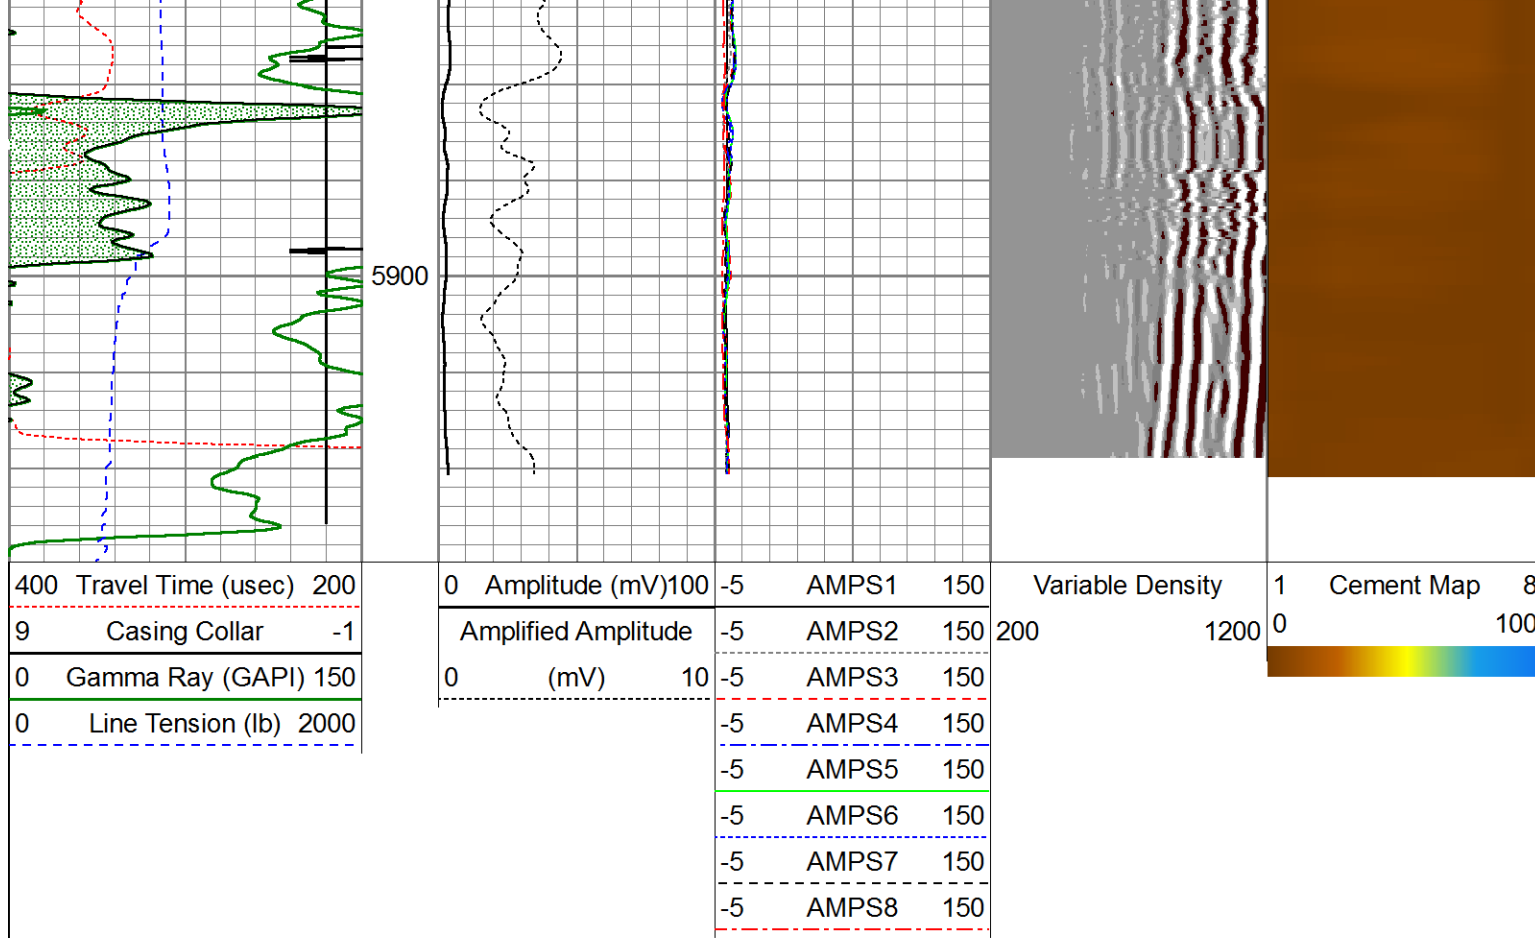 5900
400 Travel Time (usec) 200
9 Casing Collar -1
0 Gamma Ray (GAPI) 150
0 Line Tension (lb) 2000
0 Amplitude (mV)100
Amplified Amplitude
0 (mV) 10
-5 AMPS1 150
-5 AMPS2 150
-5 AMPS3 150
-5 AMPS4 150
-5 AMPS5 150
-5 AMPS6 150
-5 AMPS7 150
-5 AMPS8 150
Variable Density
200 1200
1 Cement Map 8
0 100